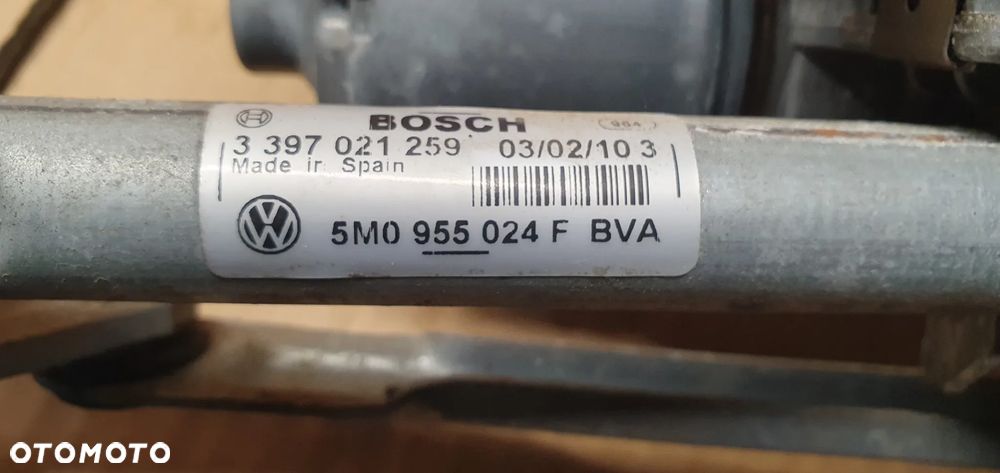 BOSCH
3 397 021 259 03/02/10 3
Made in Spain
5M0 955 024 F BVA
OTOMOTO